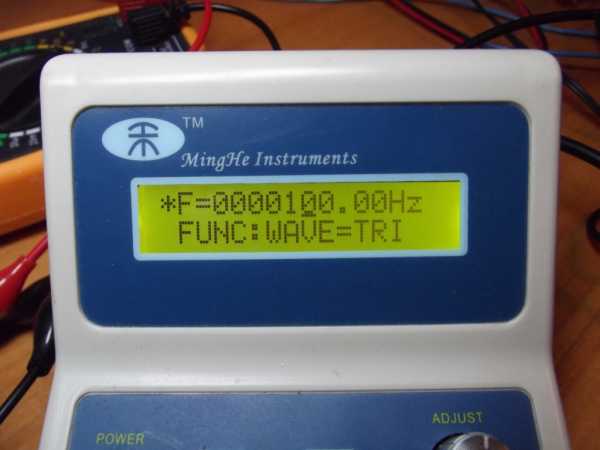 TM
MingHe Instruments
*F=0000100.00Hz
FUNC:WAVE=TRI
ADJUST
POWER